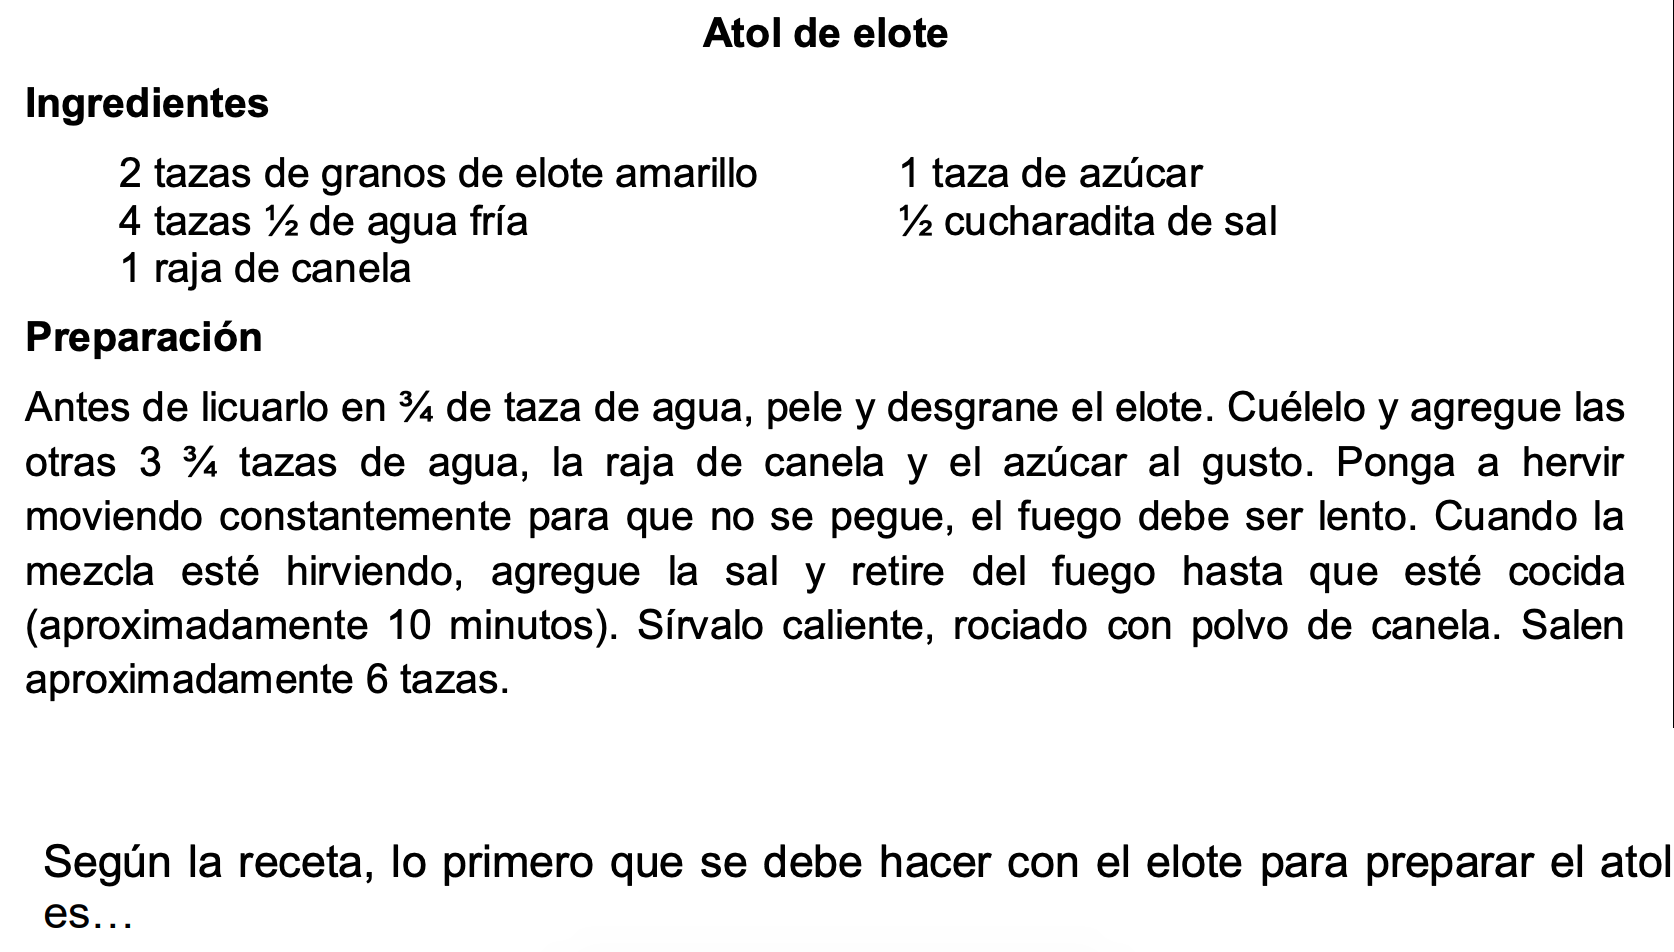 Atol de elote
Ingredientes
2 tazas de granos de elote amarillo
4 tazas ½ de agua fría
1 raja de canela
1 taza de azúcar
½ cucharadita de sal
Preparación
Antes de licuarlo en ¾ de taza de agua, pele y desgrane el elote. Cuélelo y agregue las
otras 3 ¾ tazas de agua, la raja de canela y el azúcar al gusto. Ponga a hervir
moviendo constantemente para que no se pegue, el fuego debe ser lento. Cuando la
mezcla esté hirviendo, agregue la sal y retire del fuego hasta que esté cocida
(aproximadamente 10 minutos). Sírvalo caliente, rociado con polvo de canela. Salen
aproximadamente 6 tazas.
Según la receta, lo primero que se debe hacer con el elote para preparar el atol
es…